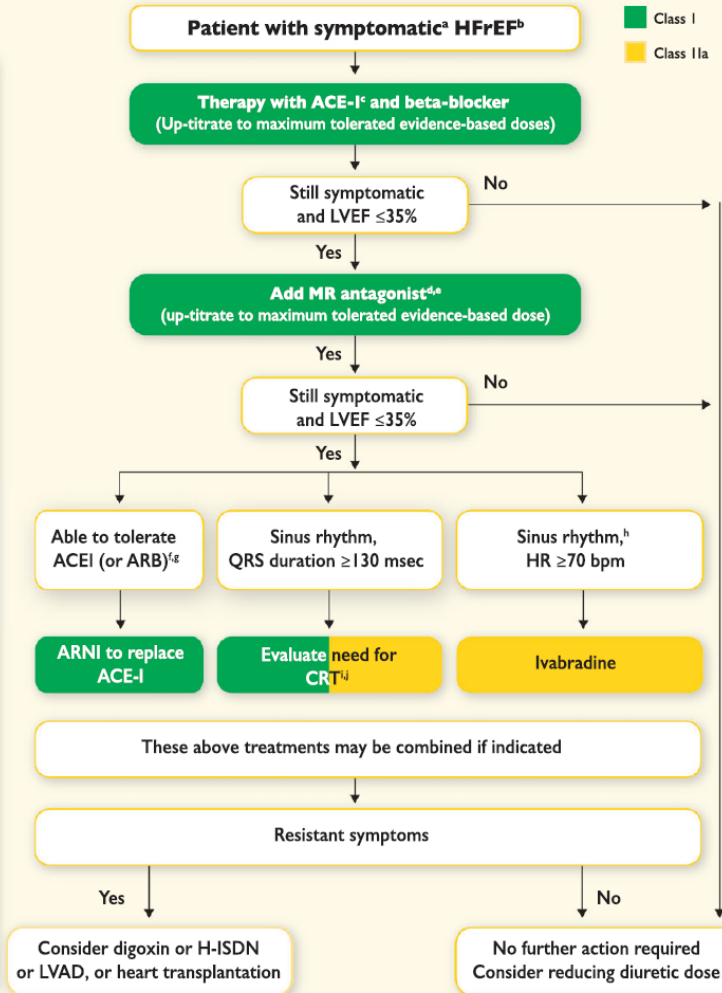 Patient with symptomaticᵃ HFrEFᵇ
Class I
Class IIa
Therapy with ACE-Iᶜ and beta-blocker
(Up-titrate to maximum tolerated evidence-based doses)
Still symptomatic
and LVEF ≤35%
No
Yes
Add MR antagonistᵈ,ᵉ
(up-titrate to maximum tolerated evidence-based dose)
Yes
Still symptomatic
and LVEF ≤35%
No
Yes
Able to tolerate
ACEI (or ARB)ᶠ,ᵍ
Sinus rhythm,
QRS duration ≥130 msec
Sinus rhythm,ʰ
HR ≥70 bpm
ARNI to replace
ACE-I
Evaluate need for
CRTⁱ,ʲ
Ivabradine
These above treatments may be combined if indicated
Resistant symptoms
Yes
No
Consider digoxin or H-ISDN
or LVAD, or heart transplantation
No further action required
Consider reducing diuretic dose